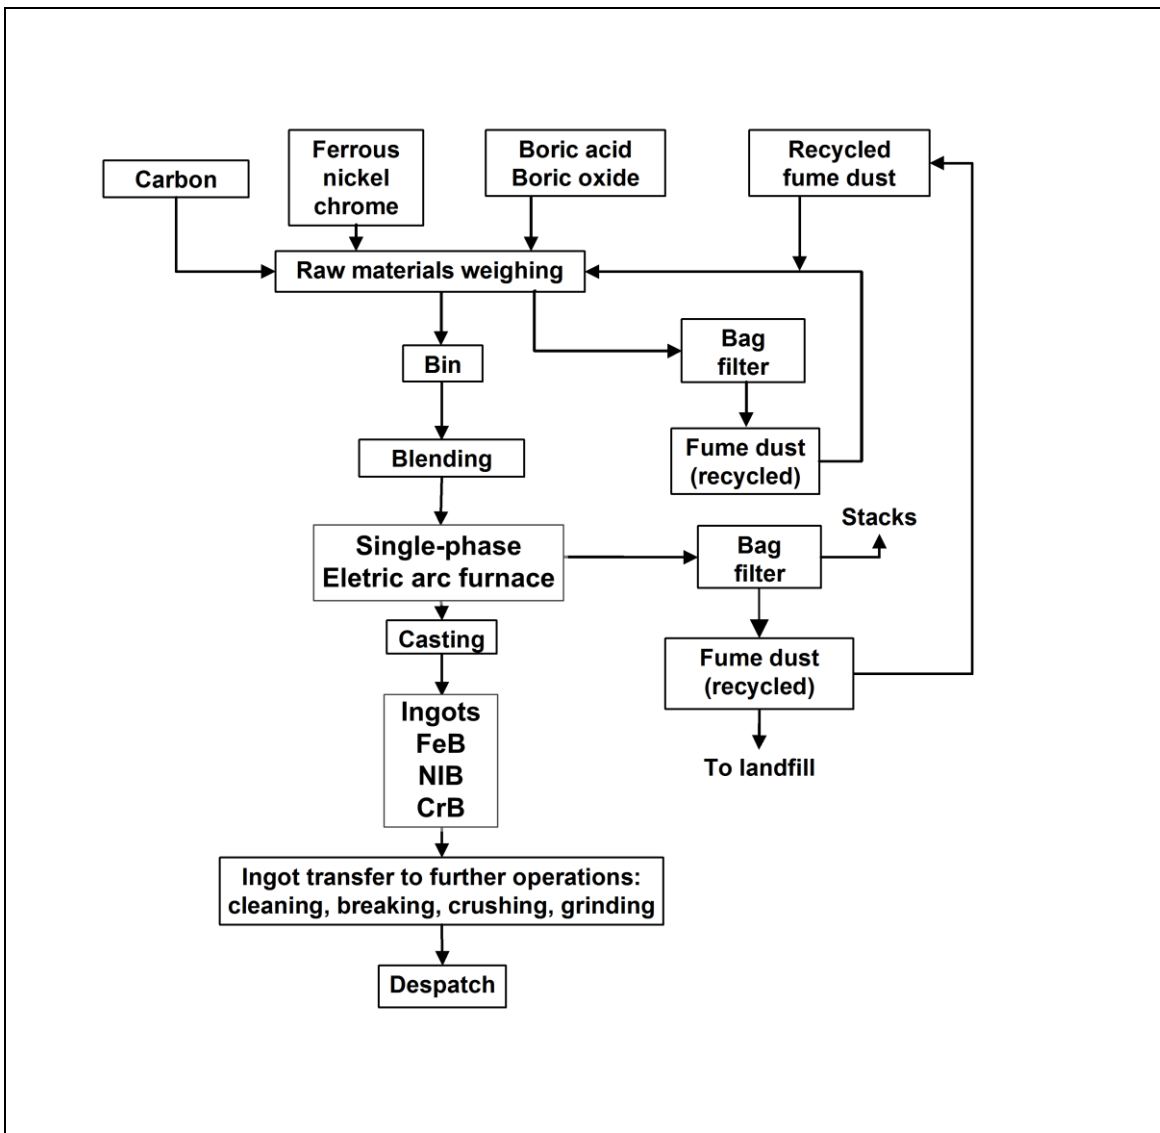 Carbon
Ferrous
nickel
chrome
Boric acid
Boric oxide
Recycled
fume dust
Raw materials weighing
Bag
filter
Bin
Fume dust
(recycled)
Blending
Stacks
Single-phase
Eletric arc furnace
Bag
filter
Casting
Fume dust
(recycled)
Ingots
FeB
NIB
CrB
To landfill
Ingot transfer to further operations:
cleaning, breaking, crushing, grinding
Despatch